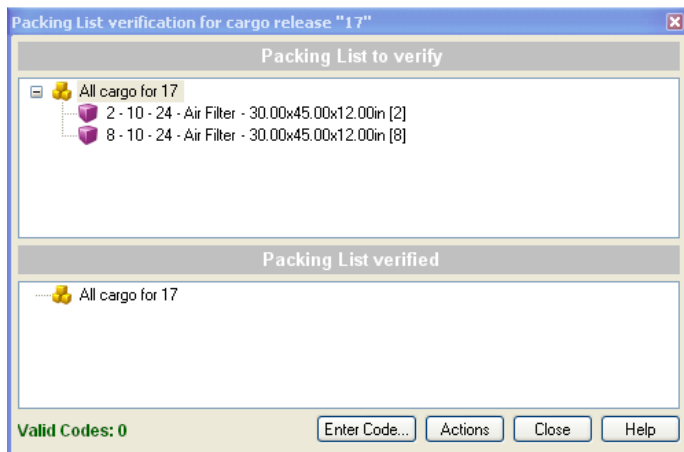 Packing List verification for cargo release "17"
Packing List to verify
All cargo for 17
2 - 10 - 24 - Air Filter - 30.00x45.00x12.00in [2]
8 - 10 - 24 - Air Filter - 30.00x45.00x12.00in [8]
Packing List verified
All cargo for 17
Valid Codes: 0 Enter Code... Actions Close Help